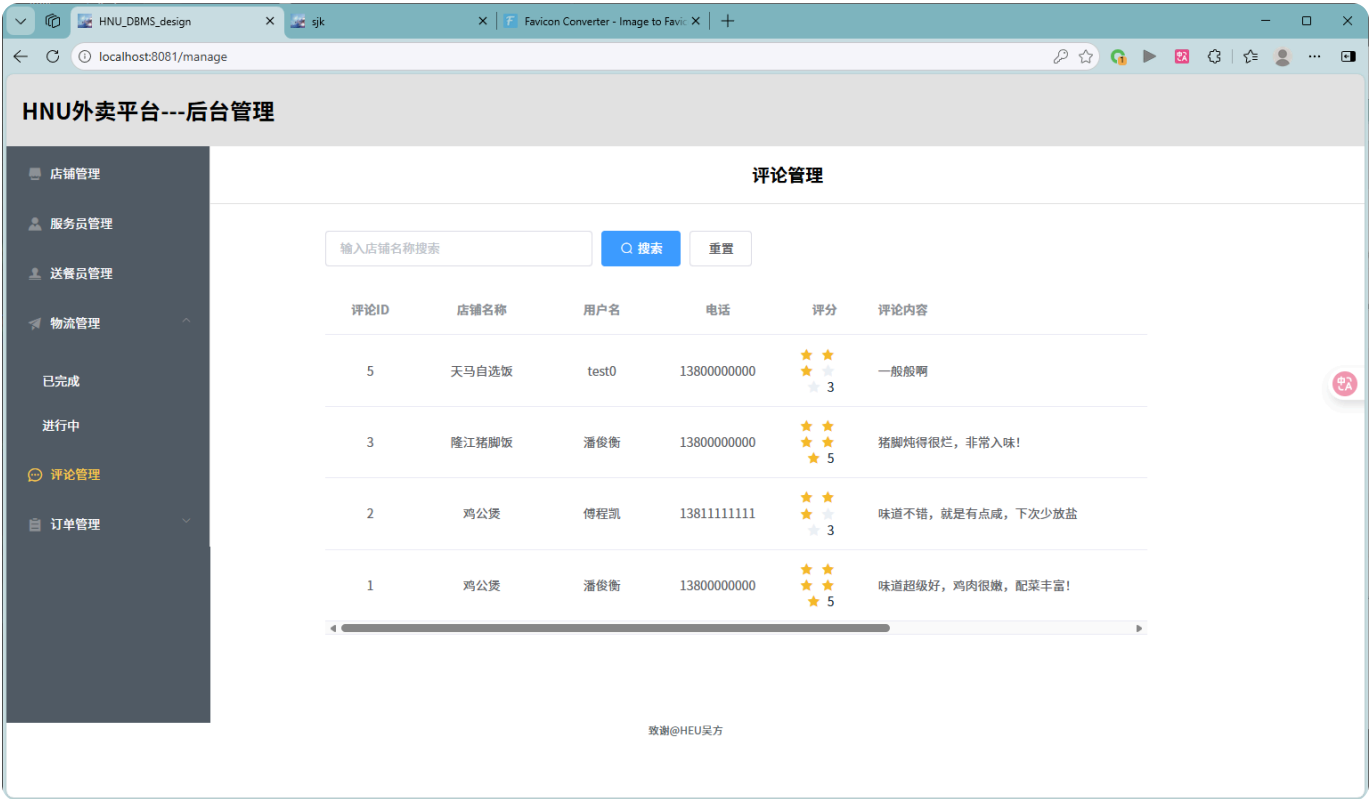 HNU_DBMS_design
sjk
Favicon Converter - Image to Favic
localhost:8081/manage
HNU外卖平台---后台管理
店铺管理
服务员管理
送餐员管理
物流管理
已完成
进行中
评论管理
订单管理
评论管理
输入店铺名称搜索 搜索 重置
评论ID 店铺名称 用户名 电话 评分 评论内容
5 天马自选饭 test0 13800000000 3 一般般啊
3 隆江猪脚饭 潘俊衡 13800000000 5 猪脚炖得很烂，非常入味！
2 鸡公煲 傅程凯 13811111111 3 味道不错，就是有点咸，下次少放盐
1 鸡公煲 潘俊衡 13800000000 5 味道超级好，鸡肉很嫩，配菜丰富！
致谢@HEU吴方